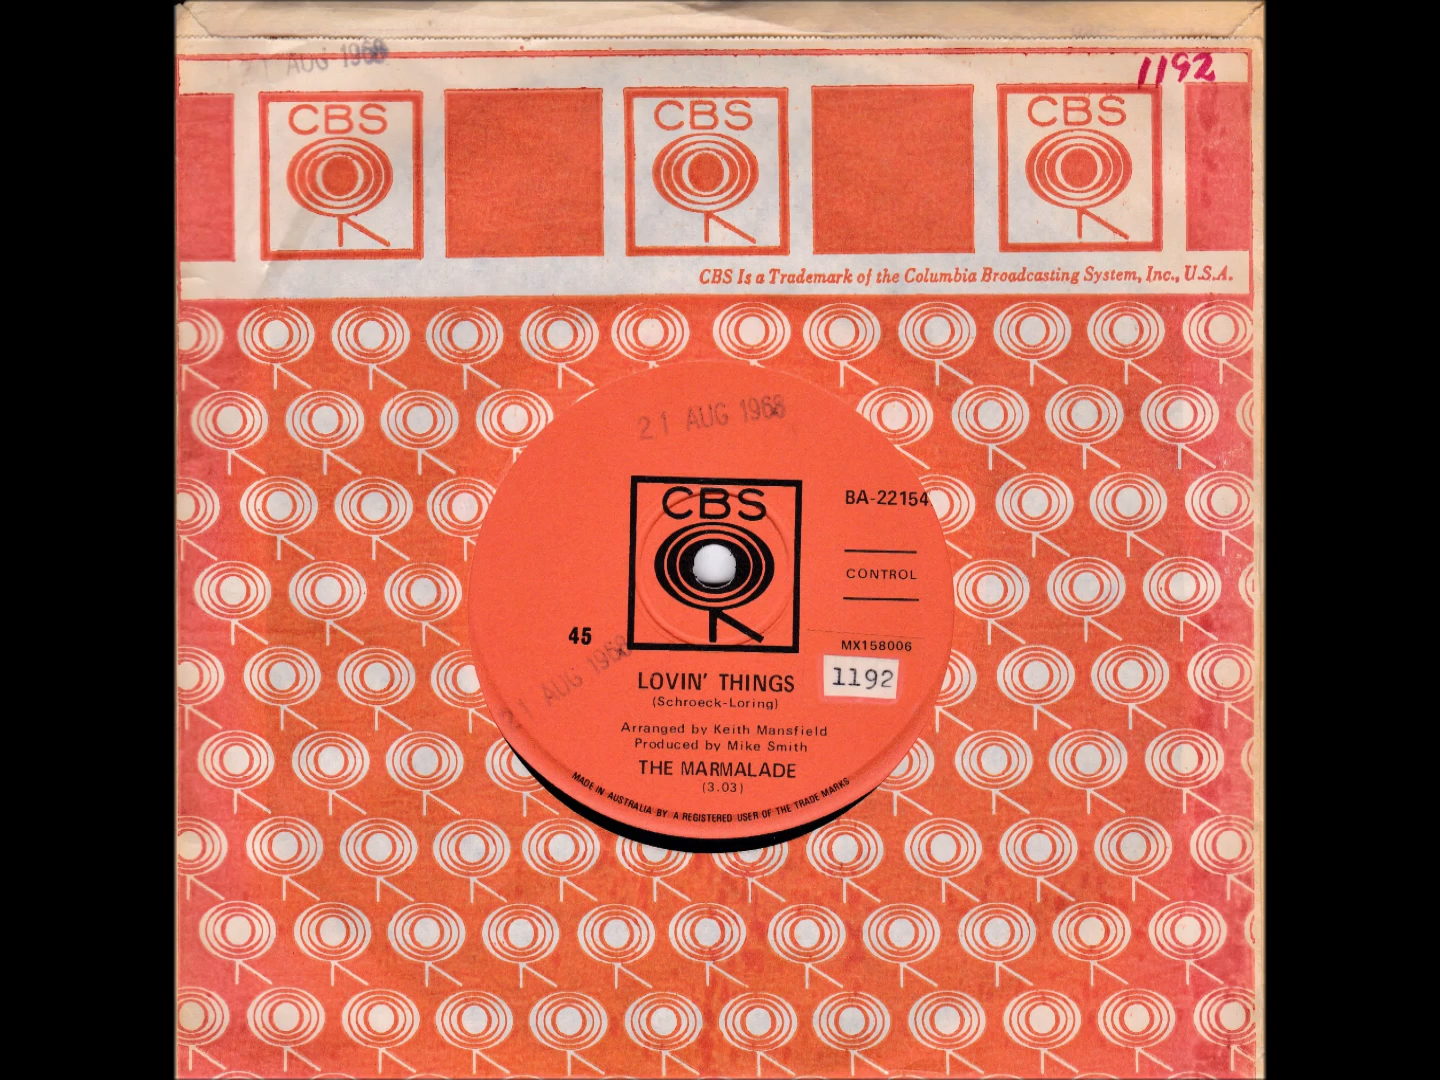 AUG 1968
1192
CBS
CBS
CBS
CBS Is a Trademark of the Columbia Broadcasting System, Inc., U.S.A.
21 AUG 1968
CBS
BA-22154
CONTROL
45
MX158006
1192
21 AUG 1968
LOVIN' THINGS
(Schroeck-Loring)
Arranged by Keith Mansfield
Produced by Mike Smith
THE MARMALADE
(3.03)
MADE IN AUSTRALIA BY A REGISTERED USER OF THE TRADE MARKS